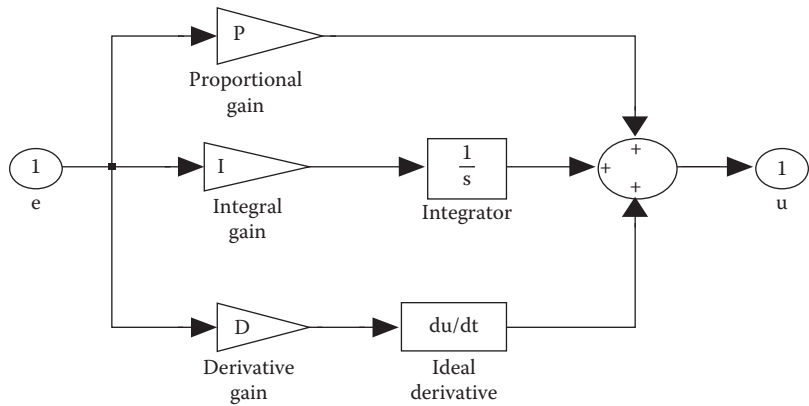 P
Proportional
gain
+
1
e
I
Integral
gain
1
s
Integrator
+
+
1
u
D
Derivative
gain
du/dt
Ideal
derivative